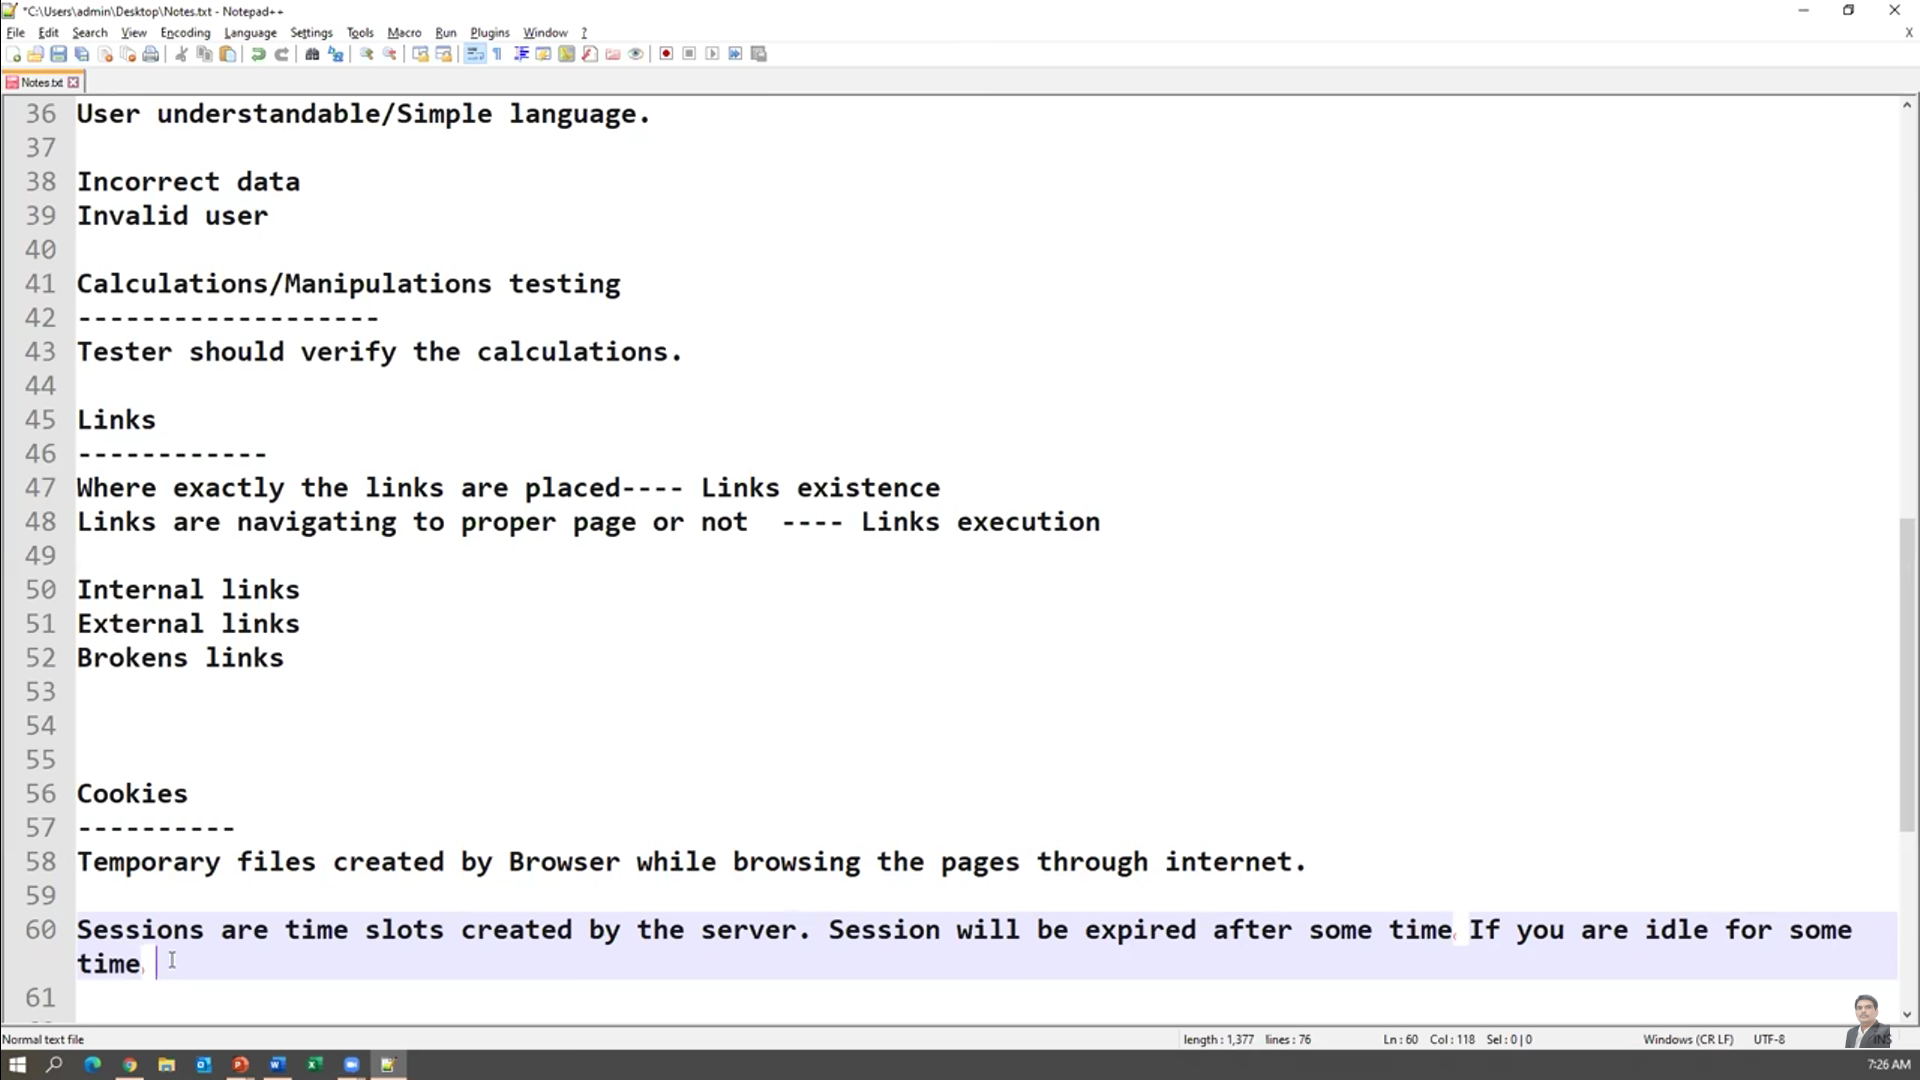 *C:\Users\admin\Desktop\Notes.txt - Notepad++
File Edit Search View Encoding Language Settings Tools Macro Run Plugins Window ? X
Notes.txt
36 User understandable/Simple language.
37
38 Incorrect data
39 Invalid user
40
41 Calculations/Manipulations testing
42 -------------------
43 Tester should verify the calculations.
44
45 Links
46 ------------
47 Where exactly the links are placed---- Links existence
48 Links are navigating to proper page or not  ---- Links execution
49
50 Internal links
51 External links
52 Brokens links
53
54
55
56 Cookies
57 ----------
58 Temporary files created by Browser while browsing the pages through internet.
59
60 Sessions are time slots created by the server. Session will be expired after some time( If you are idle for some
time)
61
Normal text file length : 1,377 lines : 76 Ln : 60 Col : 118 Sel : 0 | 0 Windows (CR LF) UTF-8 INS
7:26 AM